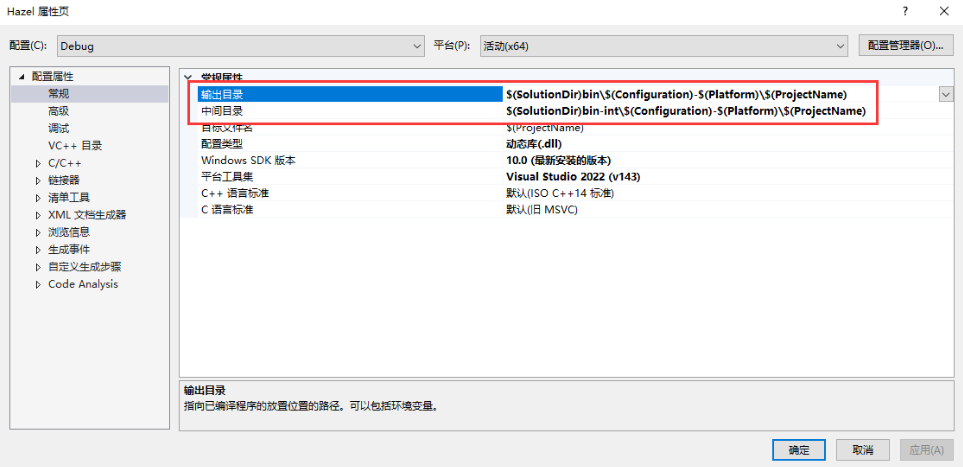 Hazel 属性页
? ×
配置(C): Debug 平台(P): 活动(x64) 配置管理器(O)...
配置属性
常规
高级
调试
VC++ 目录
C/C++
链接器
清单工具
XML 文档生成器
浏览信息
生成事件
自定义生成步骤
Code Analysis
常规属性
输出目录 $(SolutionDir)bin\$(Configuration)-$(Platform)\$(ProjectName)
中间目录 $(SolutionDir)bin-int\$(Configuration)-$(Platform)\$(ProjectName)
目标文件名 $(ProjectName)
配置类型 动态库(.dll)
Windows SDK 版本 10.0 (最新安装的版本)
平台工具集 Visual Studio 2022 (v143)
C++ 语言标准 默认(ISO C++14 标准)
C 语言标准 默认(旧 MSVC)
输出目录
指向已编译程序的放置位置的路径。可以包括环境变量。
确定 取消 应用(A)